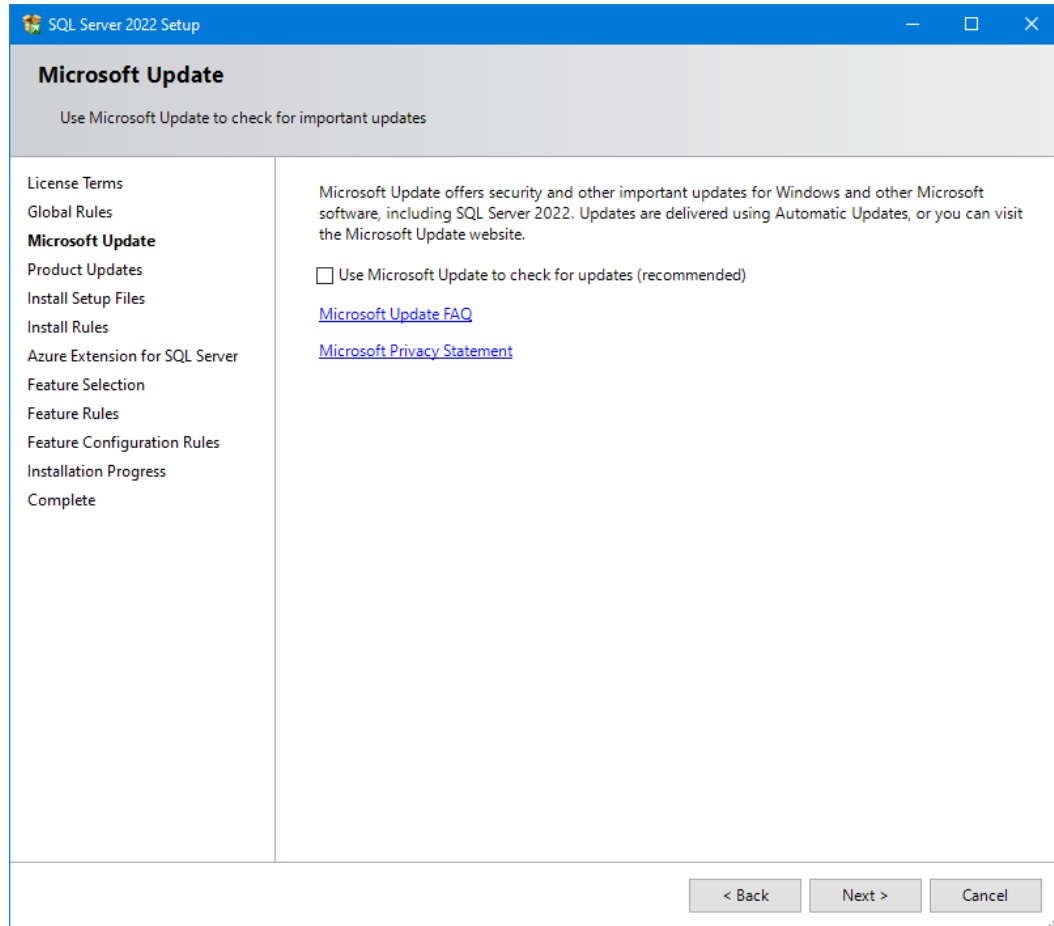 SQL Server 2022 Setup
Microsoft Update
Use Microsoft Update to check for important updates
License Terms
Global Rules
Microsoft Update
Product Updates
Install Setup Files
Install Rules
Azure Extension for SQL Server
Feature Selection
Feature Rules
Feature Configuration Rules
Installation Progress
Complete
Microsoft Update offers security and other important updates for Windows and other Microsoft
software, including SQL Server 2022. Updates are delivered using Automatic Updates, or you can visit
the Microsoft Update website.
Use Microsoft Update to check for updates (recommended)
Microsoft Update FAQ
Microsoft Privacy Statement
< Back
Next >
Cancel